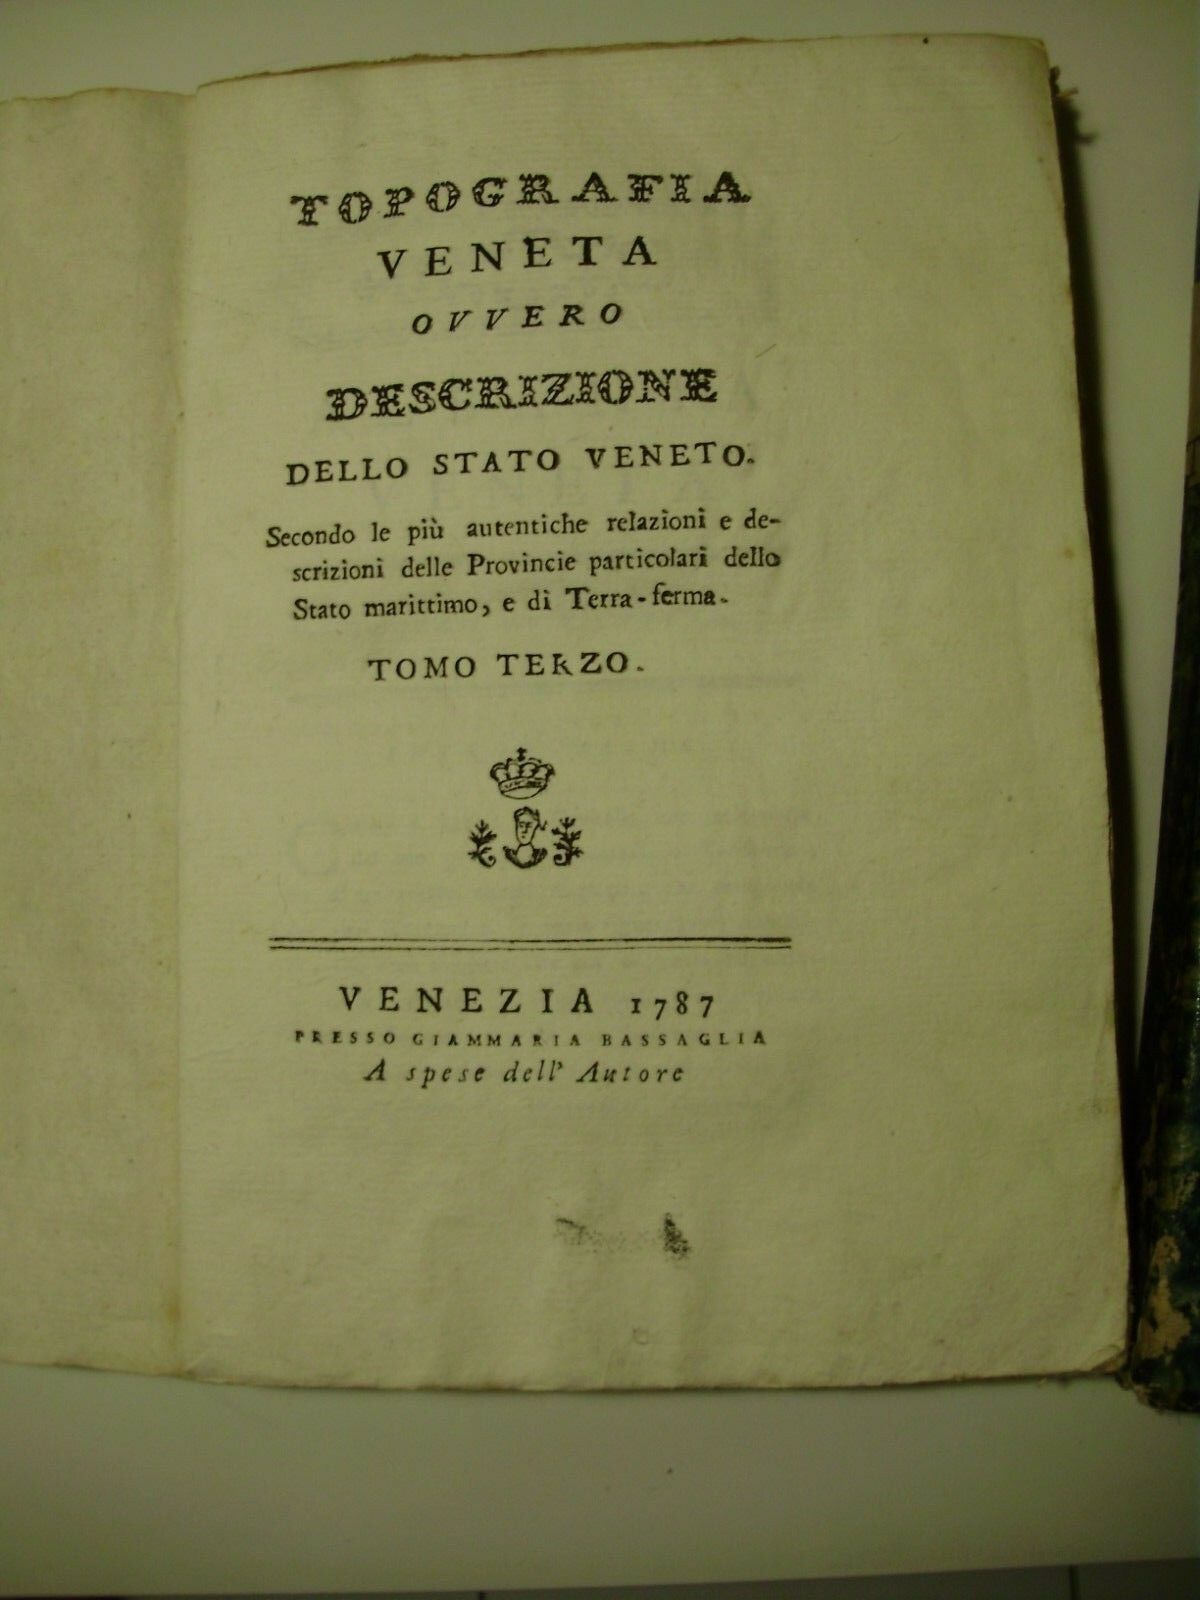 TOPOGRAFIA
VENETA
OVVERO
DESCRIZIONE
DELLO STATO VENETO.
Secondo le più autentiche relazioni e de-
scrizioni delle Provincie particolari dello
Stato marittimo, e di Terra-ferma.
TOMO TERZO.
VENEZIA 1787
PRESSO GIAMMARIA BASSAGLIA
A spese dell' Autore